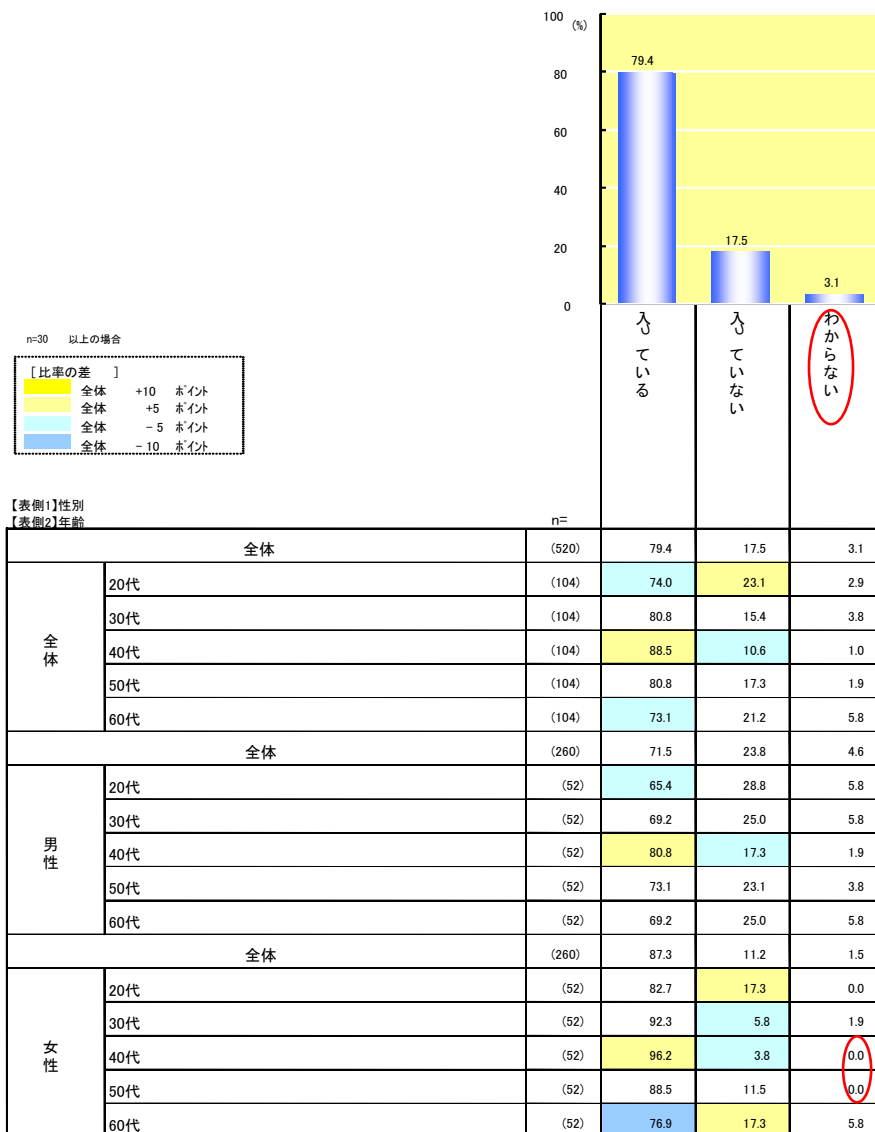 100 (%)
80
60
40
20
0
79.4
17.5
3.1
入っている
入っていない
わからない
n=30 以上の場合
[比率の差 ]
全体 +10 ポイント
全体 +5 ポイント
全体 -5 ポイント
全体 -10 ポイント
【表側1】性別
【表側2】年齢
n=
全体 (520) 79.4 17.5 3.1
全体
20代 (104) 74.0 23.1 2.9
30代 (104) 80.8 15.4 3.8
40代 (104) 88.5 10.6 1.0
50代 (104) 80.8 17.3 1.9
60代 (104) 73.1 21.2 5.8
全体 (260) 71.5 23.8 4.6
男性
20代 (52) 65.4 28.8 5.8
30代 (52) 69.2 25.0 5.8
40代 (52) 80.8 17.3 1.9
50代 (52) 73.1 23.1 3.8
60代 (52) 69.2 25.0 5.8
全体 (260) 87.3 11.2 1.5
女性
20代 (52) 82.7 17.3 0.0
30代 (52) 92.3 5.8 1.9
40代 (52) 96.2 3.8 0.0
50代 (52) 88.5 11.5 0.0
60代 (52) 76.9 17.3 5.8